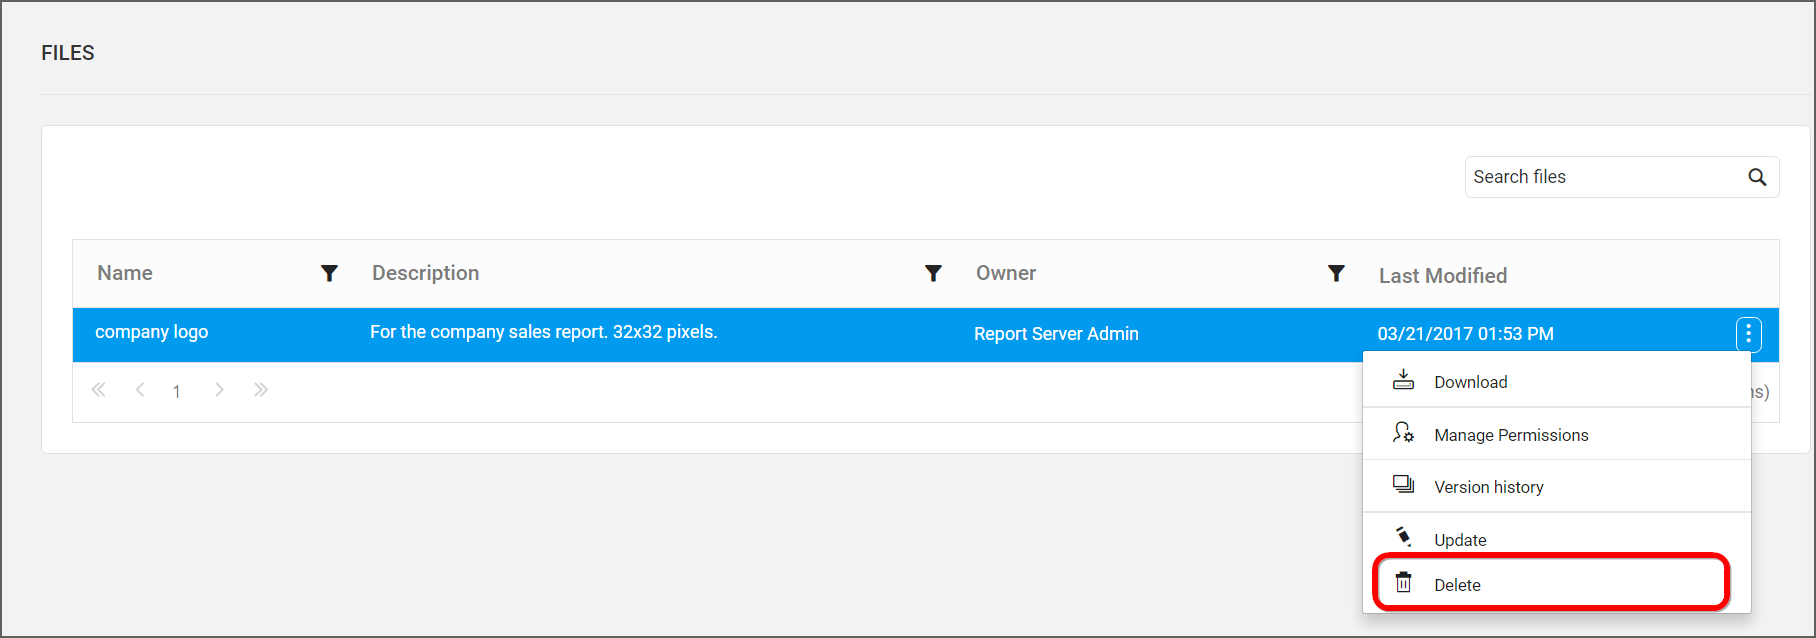 FILES
Search files
Name Description Owner Last Modified
company logo For the company sales report. 32x32 pixels. Report Server Admin 03/21/2017 01:53 PM
1
Download
Manage Permissions
Version history
Update
Delete